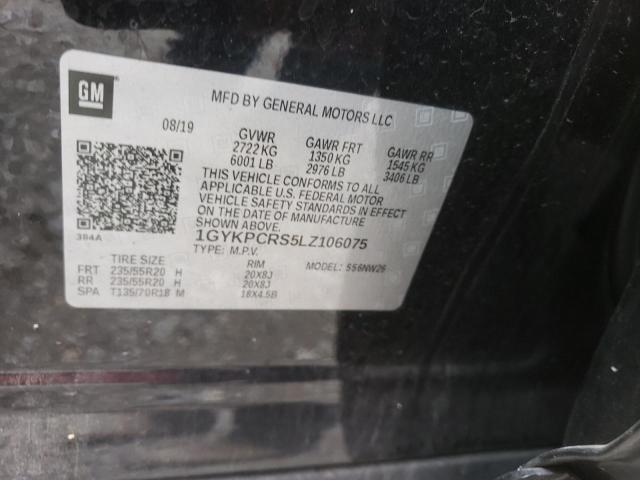 GM
MFD BY GENERAL MOTORS LLC
08/19 GVWR GAWR FRT GAWR RR
2722 KG 1350 KG 1545 KG
6001 LB 2976 LB 3406 LB
THIS VEHICLE CONFORMS TO ALL
APPLICABLE U.S. FEDERAL MOTOR
VEHICLE SAFETY STANDARDS IN EFFECT
ON THE DATE OF MANUFACTURE
SHOWN ABOVE.
384A
1GYKPCRS5LZ106075
TYPE: M.P.V. MODEL: 6S6NW26
TIRE SIZE RIM
FRT 235/55R20 H 20X8J
RR 235/55R20 H 20X8J
SPA T135/70R18 M 18X4.5B